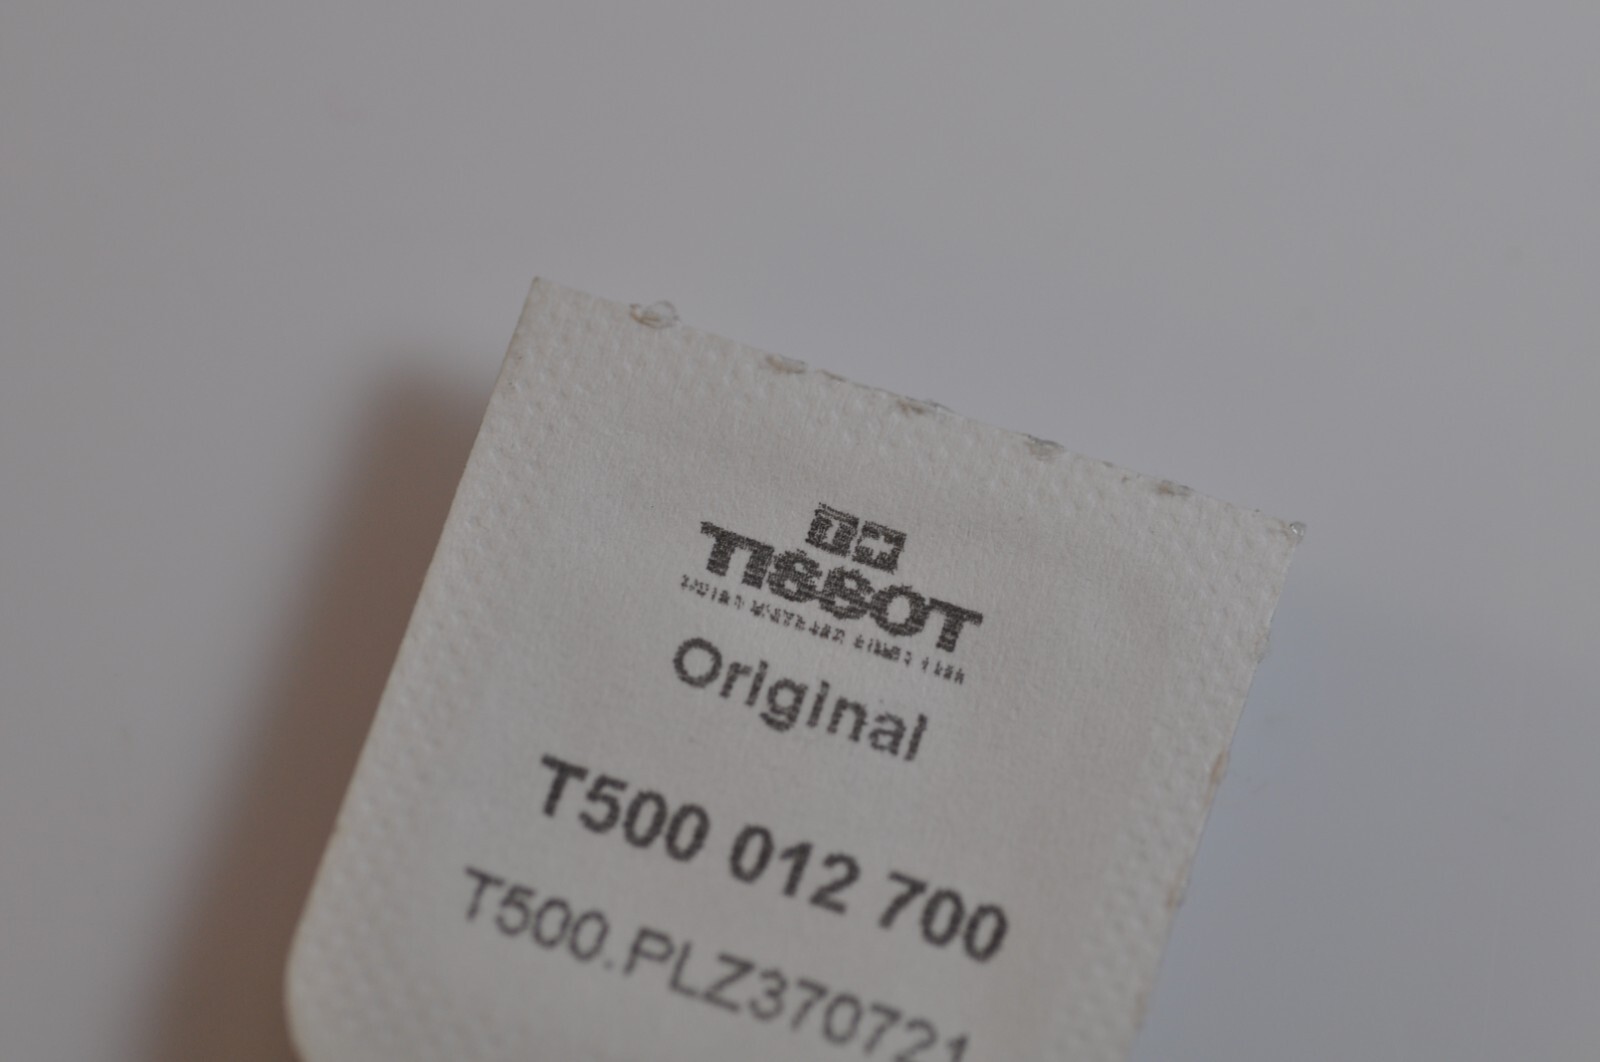 T+
TISSOT
Original
T500 012 700
T500.PLZ370721